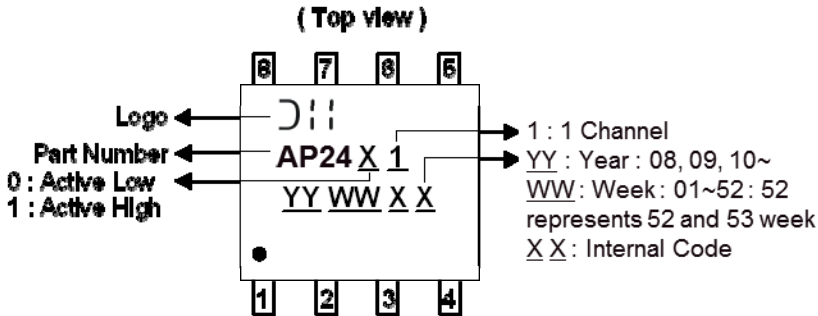 ( Top view )
8 7 6 5
Logo
Part Number
0 : Active Low
1 : Active High
AP24 X 1
YY WW X X
1 : 1 Channel
YY : Year : 08, 09, 10~
WW : Week : 01~52 : 52
represents 52 and 53 week
X X : Internal Code
1 2 3 4